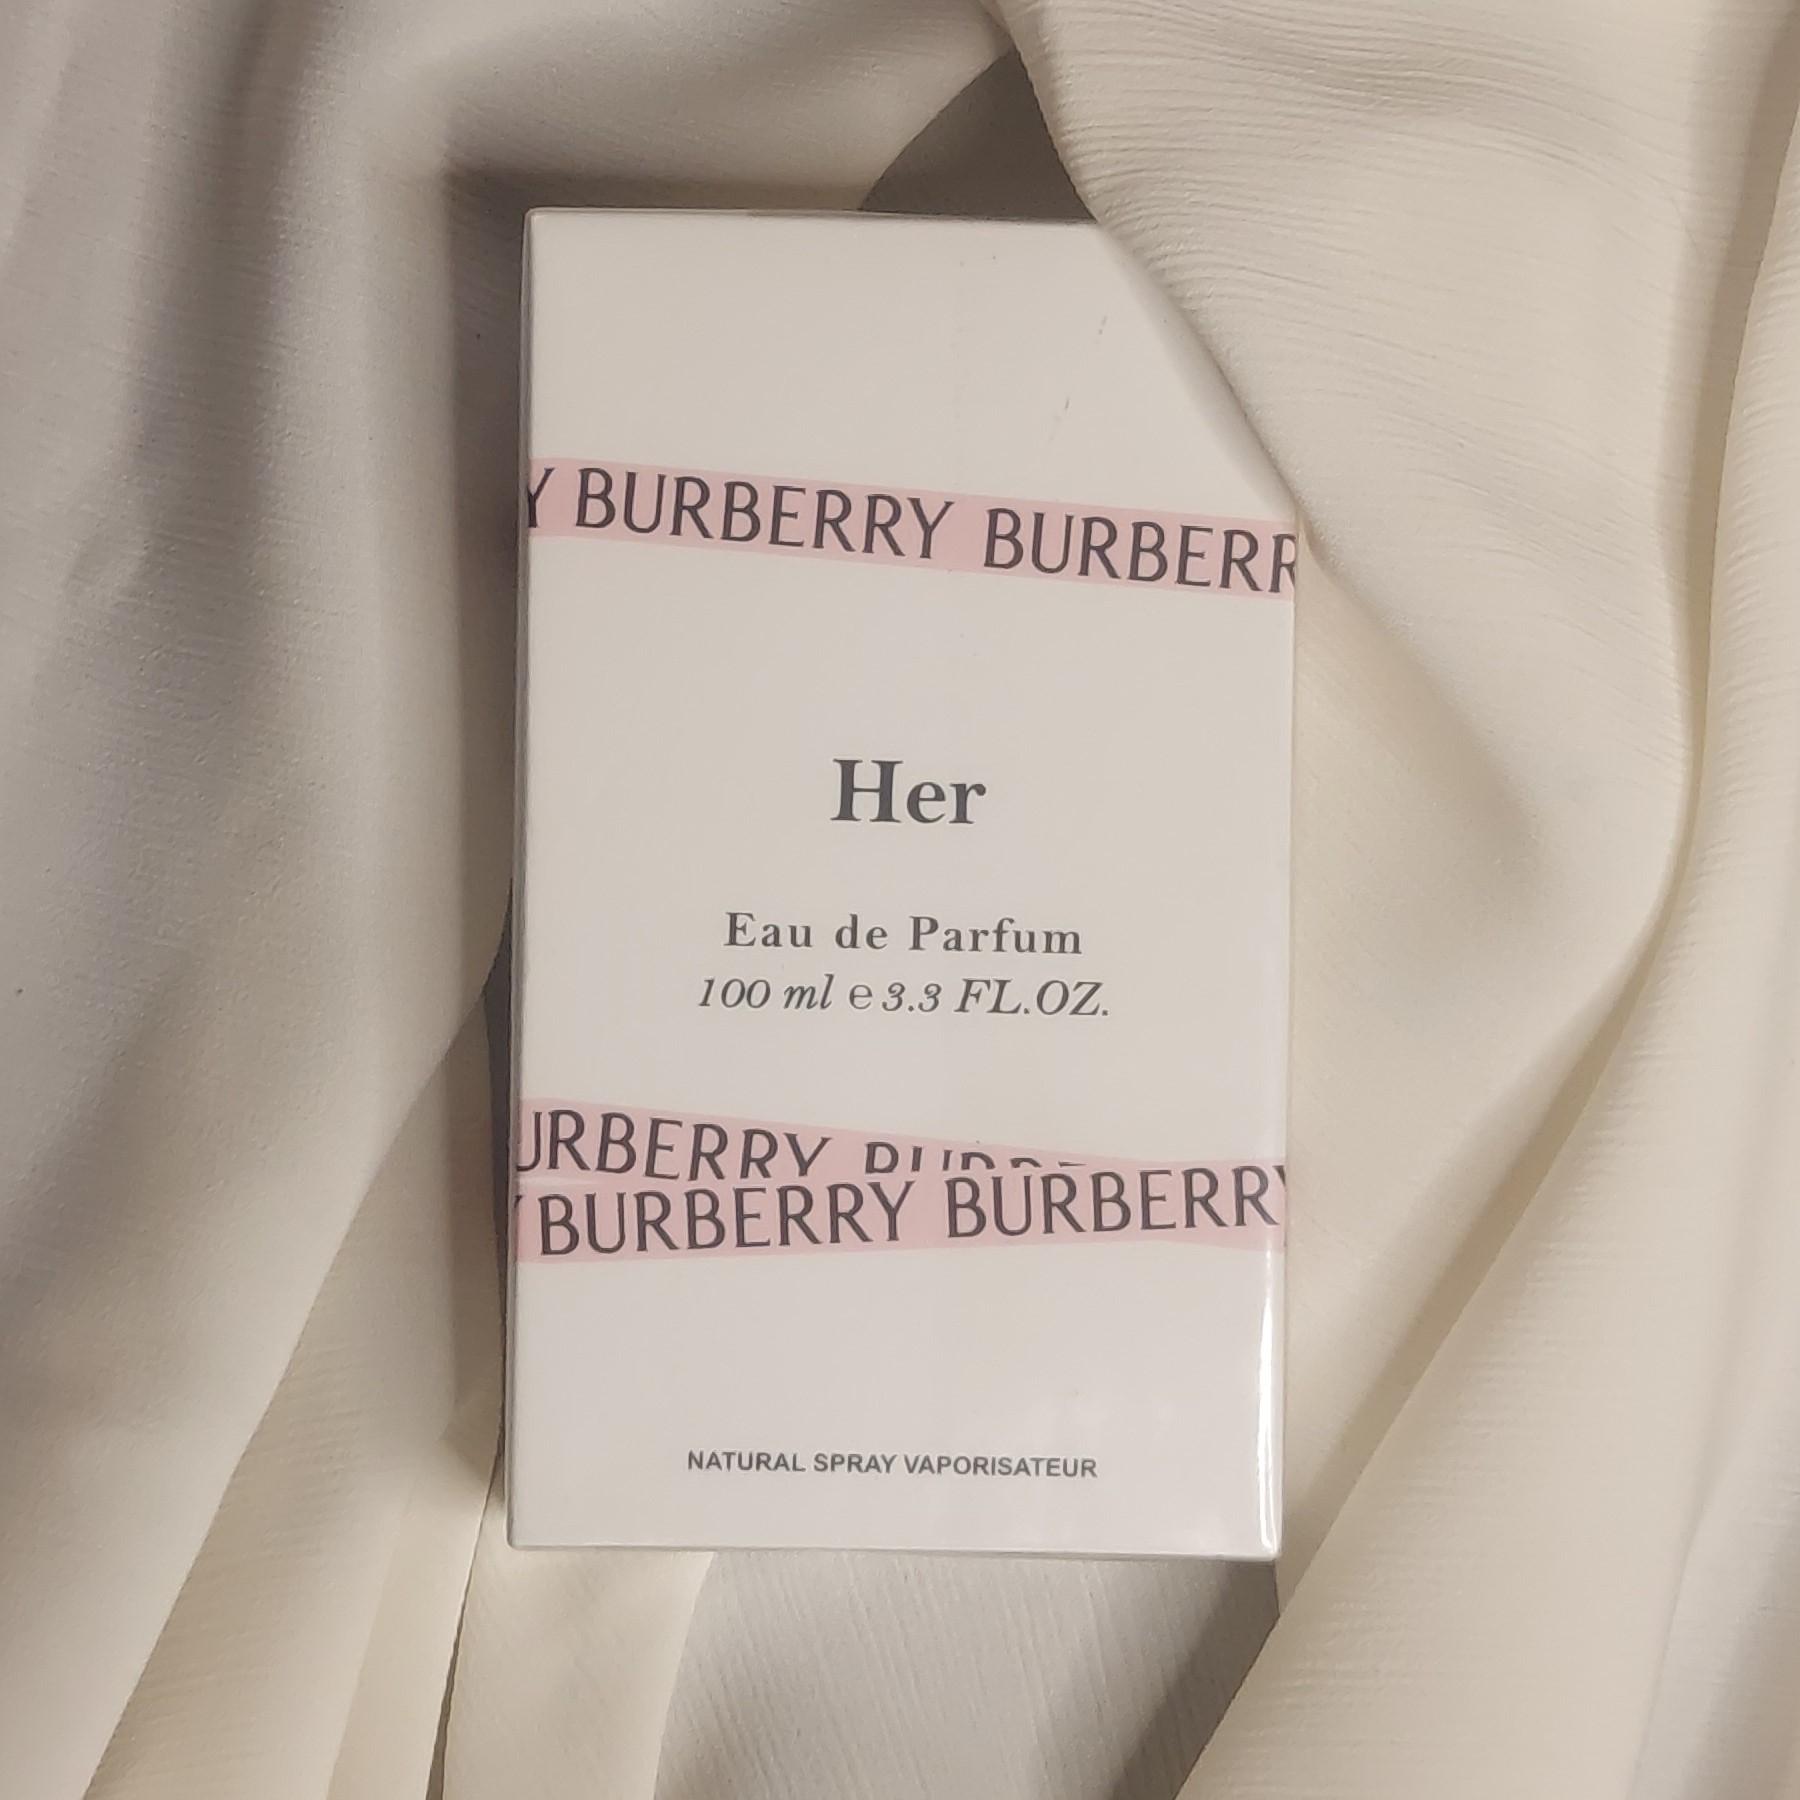 Y BURBERRY BURBERR
Her
Eau de Parfum
100 ml e 3.3 FL.OZ.
URBERRY
Y BURBERRY BURBERRY
NATURAL SPRAY VAPORISATEUR